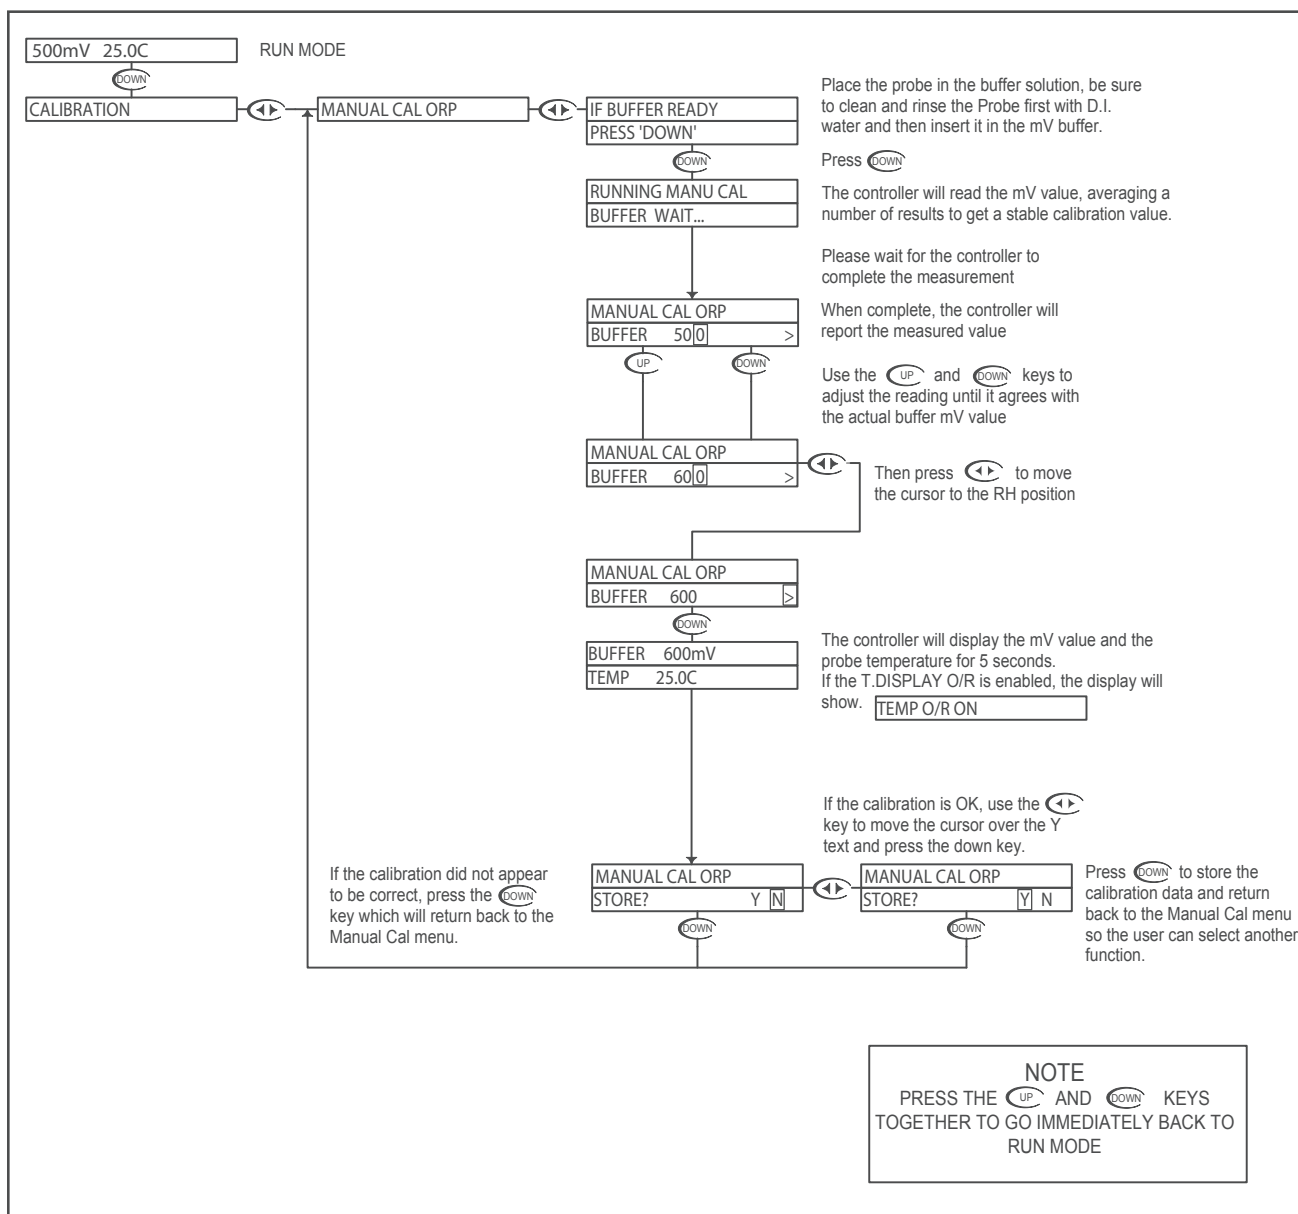 500mV 25.0C
RUN MODE
DOWN
CALIBRATION
MANUAL CAL ORP
IF BUFFER READY
PRESS 'DOWN'
Place the probe in the buffer solution, be sure
to clean and rinse the Probe first with D.I.
water and then insert it in the mV buffer.
DOWN
Press DOWN
RUNNING MANU CAL
BUFFER WAIT...
The controller will read the mV value, averaging a
number of results to get a stable calibration value.
Please wait for the controller to
complete the measurement
MANUAL CAL ORP
BUFFER 500 >
When complete, the controller will
report the measured value
UP
DOWN
Use the UP and DOWN keys to
adjust the reading until it agrees with
the actual buffer mV value
MANUAL CAL ORP
BUFFER 600 >
Then press to move
the cursor to the RH position
MANUAL CAL ORP
BUFFER 600 >
DOWN
BUFFER 600mV
TEMP 25.0C
The controller will display the mV value and the
probe temperature for 5 seconds.
If the T.DISPLAY O/R is enabled, the display will
show. TEMP O/R ON
If the calibration is OK, use the
key to move the cursor over the Y
text and press the down key.
If the calibration did not appear
to be correct, press the DOWN
key which will return back to the
Manual Cal menu.
MANUAL CAL ORP
STORE? Y N
DOWN
MANUAL CAL ORP
STORE? Y N
DOWN
Press DOWN to store the
calibration data and return
back to the Manual Cal menu
so the user can select another
function.
NOTE
PRESS THE UP AND DOWN KEYS
TOGETHER TO GO IMMEDIATELY BACK TO
RUN MODE